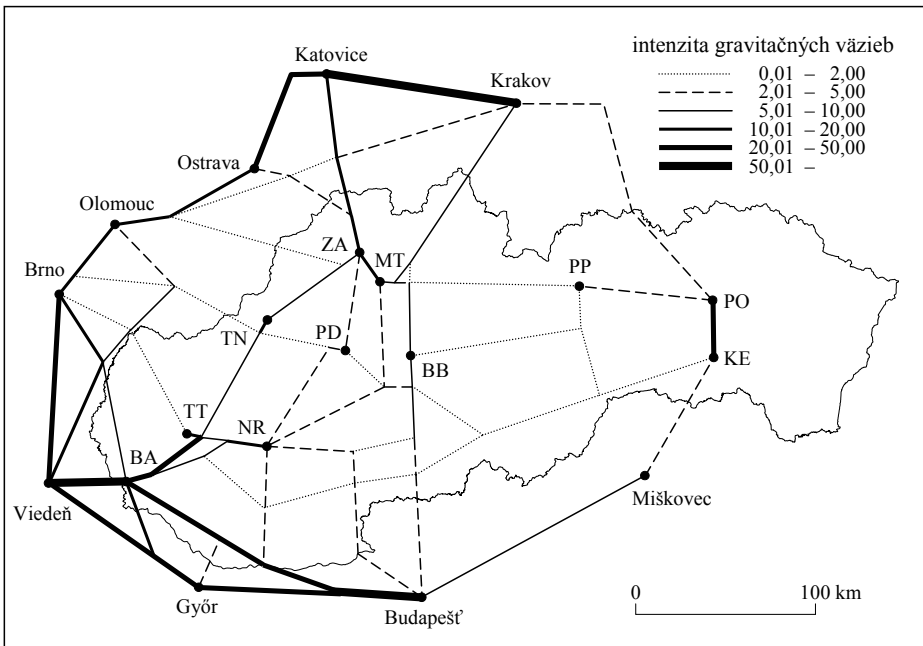 intenzita gravitačných väzieb
0,01 – 2,00
2,01 – 5,00
5,01 – 10,00
10,01 – 20,00
20,01 – 50,00
50,01 –
Katovice
Krakov
Ostrava
Olomouc
ZA
MT
Brno
PP
PO
TN
PD
BB
KE
TT
NR
BA
Viedeň
Miškovec
Győr
Budapešť
0 100 km